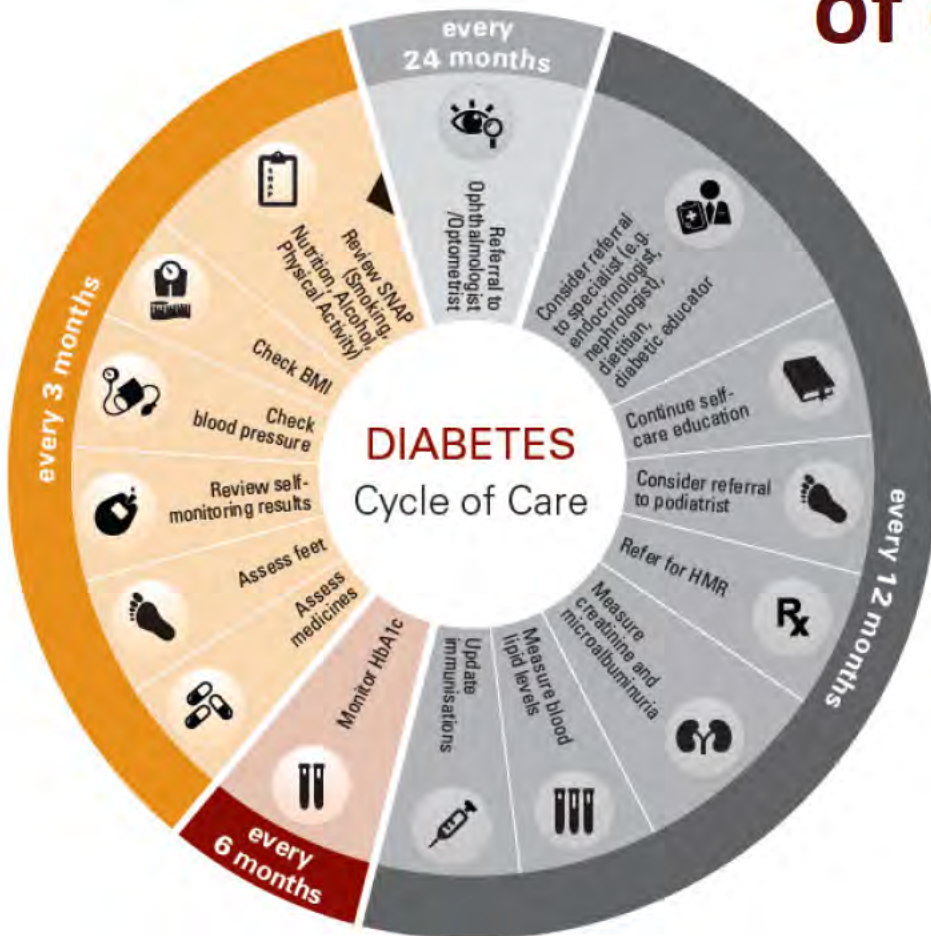 of
every
24 months
Referral to
Ophthalmologist
/Optometrist
Consider referral
to specialist (e.g.
endocrinologist,
nephrologist),
dietitian,
diabetic educator
Continue self-
care education
Consider referral
to podiatrist
Refer for HMR
Measure
creatinine and
microalbuminuria
Measure blood
lipid levels
Update
immunisations
every 12 months
Monitor HbA1c
every
6 months
Assess
medicines
Assess feet
Review self-
monitoring results
Check
blood pressure
Check BMI
Review SNAP
(Smoking,
Nutrition, Alcohol,
Physical Activity)
SNAP
every 3 months
Rx
DIABETES
Cycle of Care